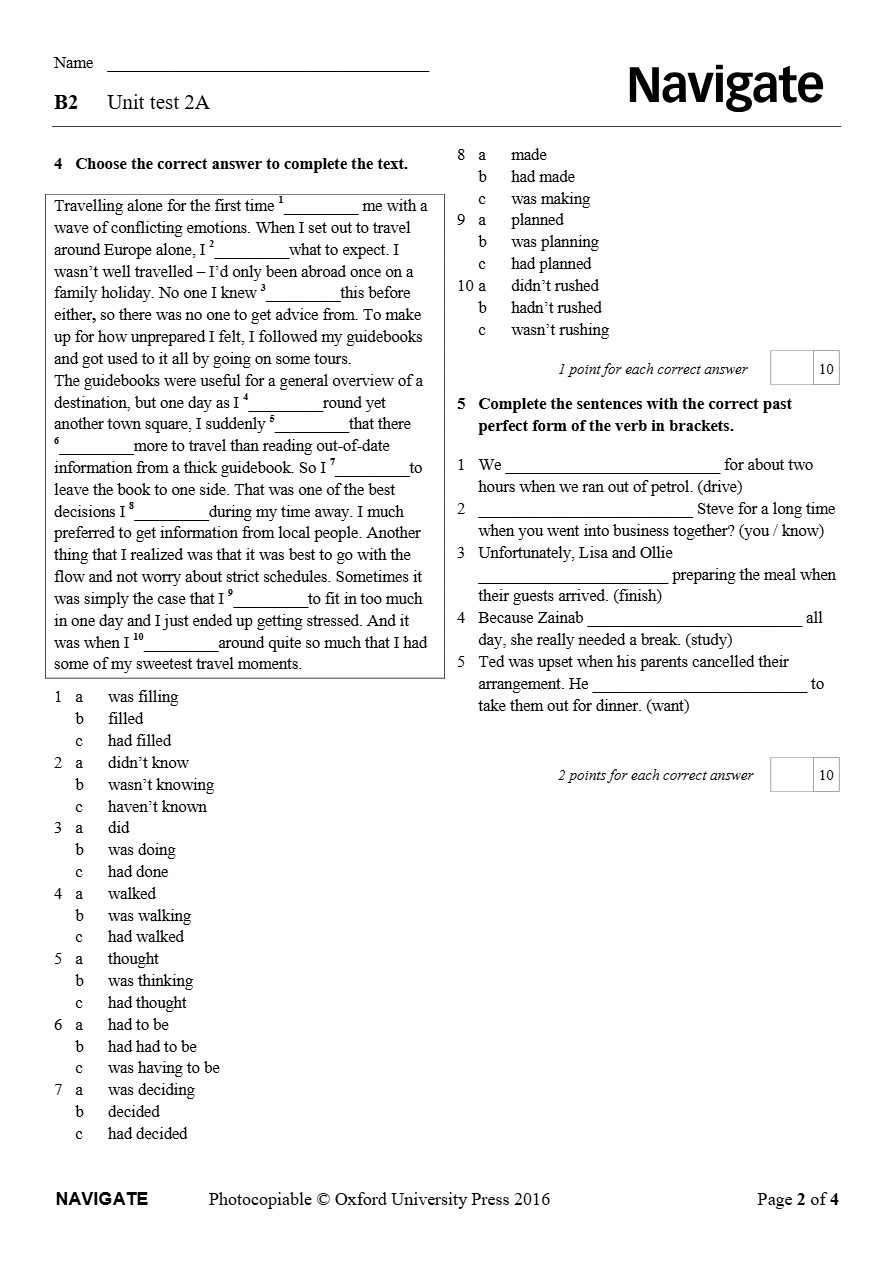 Name ____________________________________
Navigate
B2 Unit test 2A
4 Choose the correct answer to complete the text.
Travelling alone for the first time 1_________ me with a
wave of conflicting emotions. When I set out to travel
around Europe alone, I 2_________what to expect. I
wasn’t well travelled – I’d only been abroad once on a
family holiday. No one I knew 3_________this before
either, so there was no one to get advice from. To make
up for how unprepared I felt, I followed my guidebooks
and got used to it all by going on some tours.
The guidebooks were useful for a general overview of a
destination, but one day as I 4_________round yet
another town square, I suddenly 5_________that there
6_________more to travel than reading out-of-date
information from a thick guidebook. So I 7_________to
leave the book to one side. That was one of the best
decisions I 8_________during my time away. I much
preferred to get information from local people. Another
thing that I realized was that it was best to go with the
flow and not worry about strict schedules. Sometimes it
was simply the case that I 9_________to fit in too much
in one day and I just ended up getting stressed. And it
was when I 10_________around quite so much that I had
some of my sweetest travel moments.
1 a was filling
b filled
c had filled
2 a didn’t know
b wasn’t knowing
c haven’t known
3 a did
b was doing
c had done
4 a walked
b was walking
c had walked
5 a thought
b was thinking
c had thought
6 a had to be
b had had to be
c was having to be
7 a was deciding
b decided
c had decided
8 a made
b had made
c was making
9 a planned
b was planning
c had planned
10 a didn’t rushed
b hadn’t rushed
c wasn’t rushing
1 point for each correct answer 10
5 Complete the sentences with the correct past
perfect form of the verb in brackets.
1 We __________________________ for about two
hours when we ran out of petrol. (drive)
2 __________________________ Steve for a long time
when you went into business together? (you / know)
3 Unfortunately, Lisa and Ollie
_______________________ preparing the meal when
their guests arrived. (finish)
4 Because Zainab __________________________ all
day, she really needed a break. (study)
5 Ted was upset when his parents cancelled their
arrangement. He __________________________ to
take them out for dinner. (want)
2 points for each correct answer 10
NAVIGATE Photocopiable © Oxford University Press 2016 Page 2 of 4